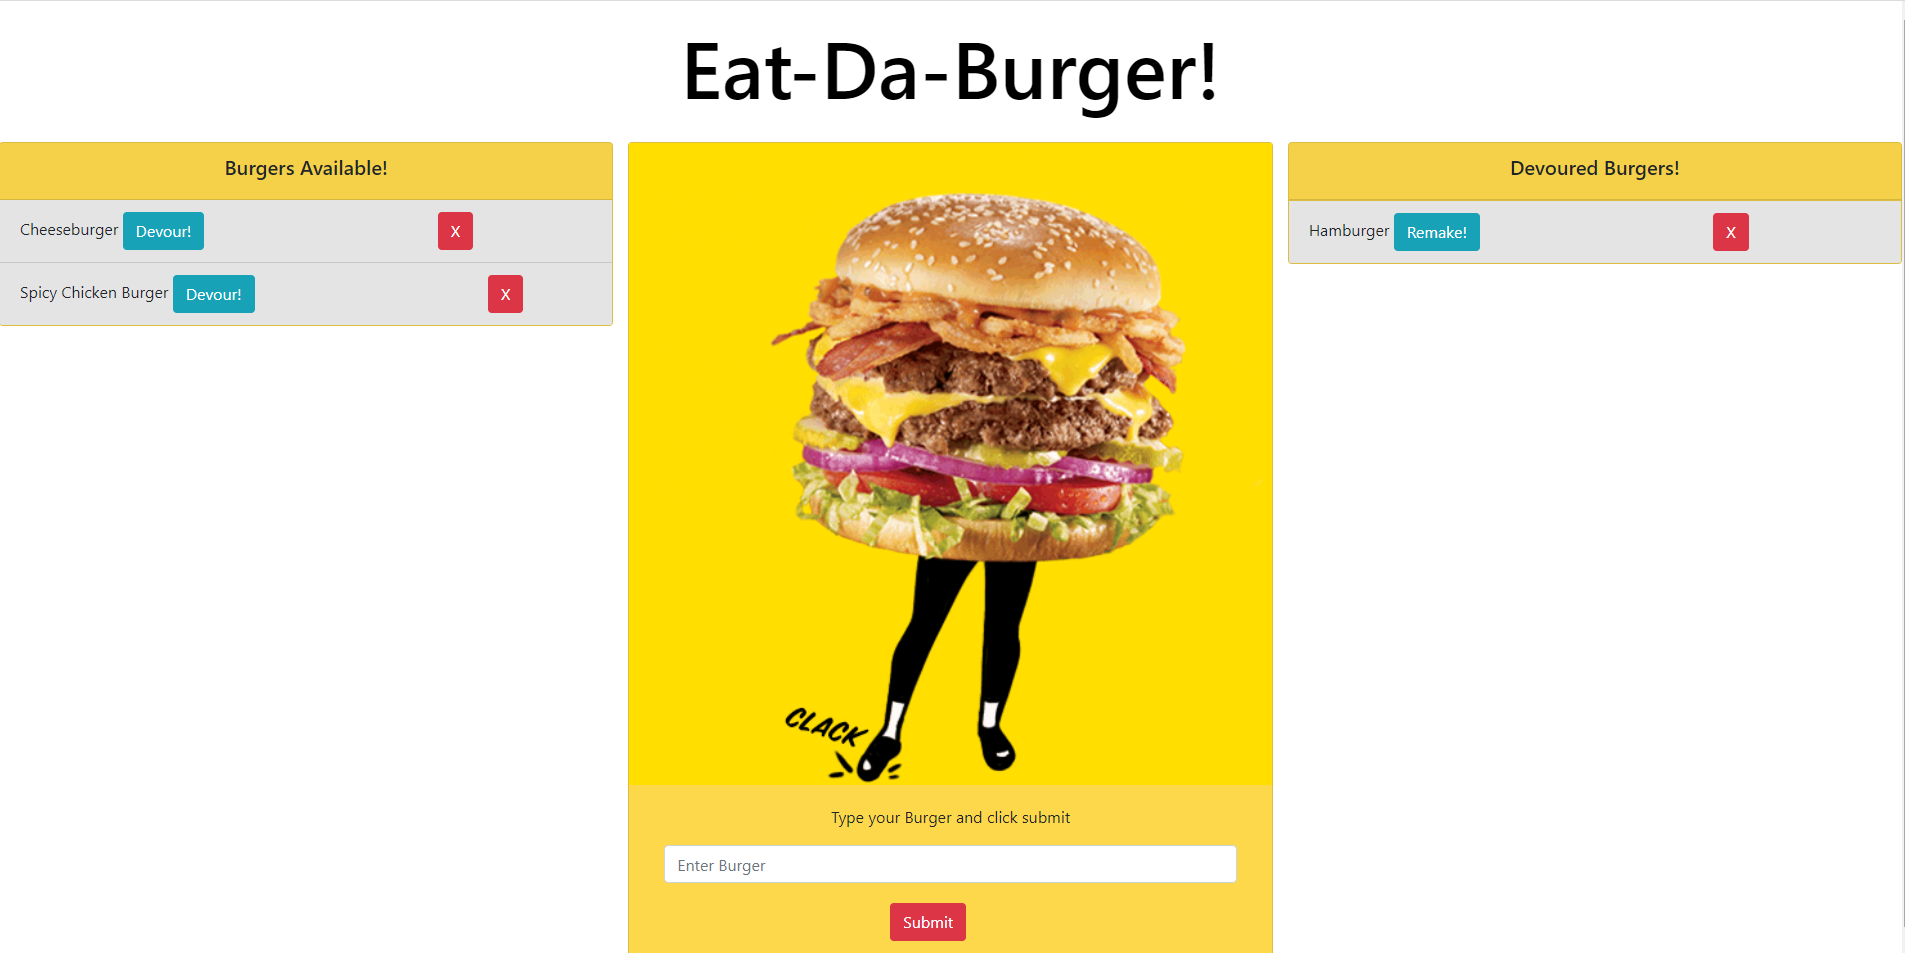 Eat-Da-Burger!
Burgers Available!
Cheeseburger Devour! X
Spicy Chicken Burger Devour! X
CLACK
Type your Burger and click submit
Enter Burger
Submit
Devoured Burgers!
Hamburger Remake! X